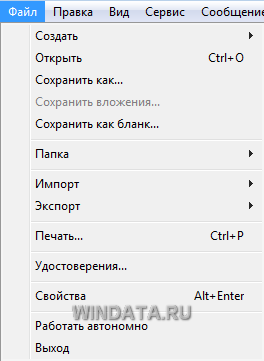 Файл Правка Вид Сервис Сообщение
Создать
Открыть Ctrl+O
Сохранить как...
Сохранить вложения...
Сохранить как бланк...
Папка
Импорт
Экспорт
Печать... Ctrl+P
Удостоверения...
WINDATA.RU
Свойства Alt+Enter
Работать автономно
Выход